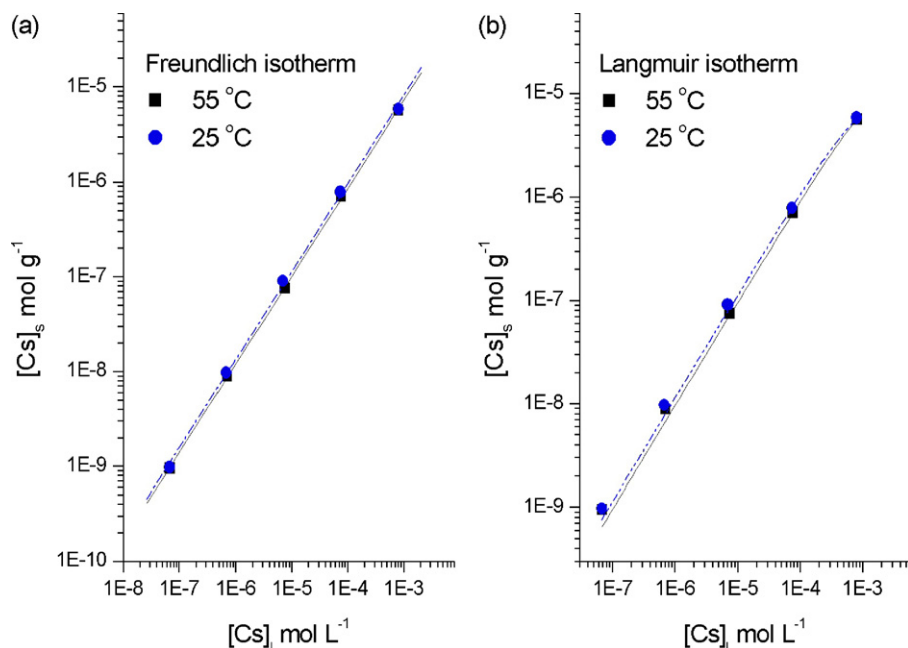 (a)
Freundlich isotherm
55 °C
25 °C
1E-5
1E-6
1E-7
1E-8
1E-9
1E-10
[Cs]s mol g-1
1E-8 1E-7 1E-6 1E-5 1E-4 1E-3
[Cs]l mol L-1
(b)
Langmuir isotherm
55 °C
25 °C
1E-5
1E-6
1E-7
1E-8
1E-9
[Cs]s mol g-1
1E-7 1E-6 1E-5 1E-4 1E-3
[Cs]l mol L-1